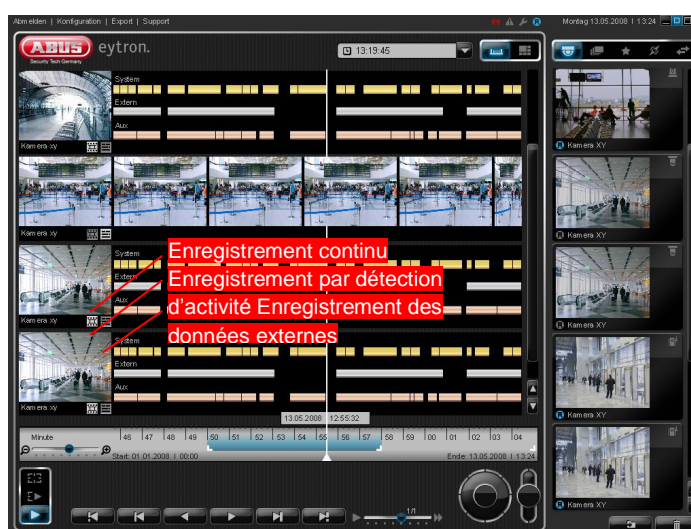 Abmelden | Konfiguration | Export | Support
Montag 13.05.2008 | 13:24
ABUS
Security Tech Germany
eytron.
13:19:45
System
Extern
Aux
Kamera xy
Kamera xy
System
Extern
Aux
Kamera xy
System
Extern
Aux
Kamera xy
Enregistrement continu
Enregistrement par détection
d'activité Enregistrement des
données externes
13.05.2008 12:55:32
Minute
46 47 48 49 50 51 52 53 54 55 56 57 58 59 00 01 02 03 04
Start: 01.01.2008 | 00:00
Ende: 13.05.2008 | 13:24
1/1
Kamera XY
Kamera XY
Kamera XY
Kamera XY
Kamera XY